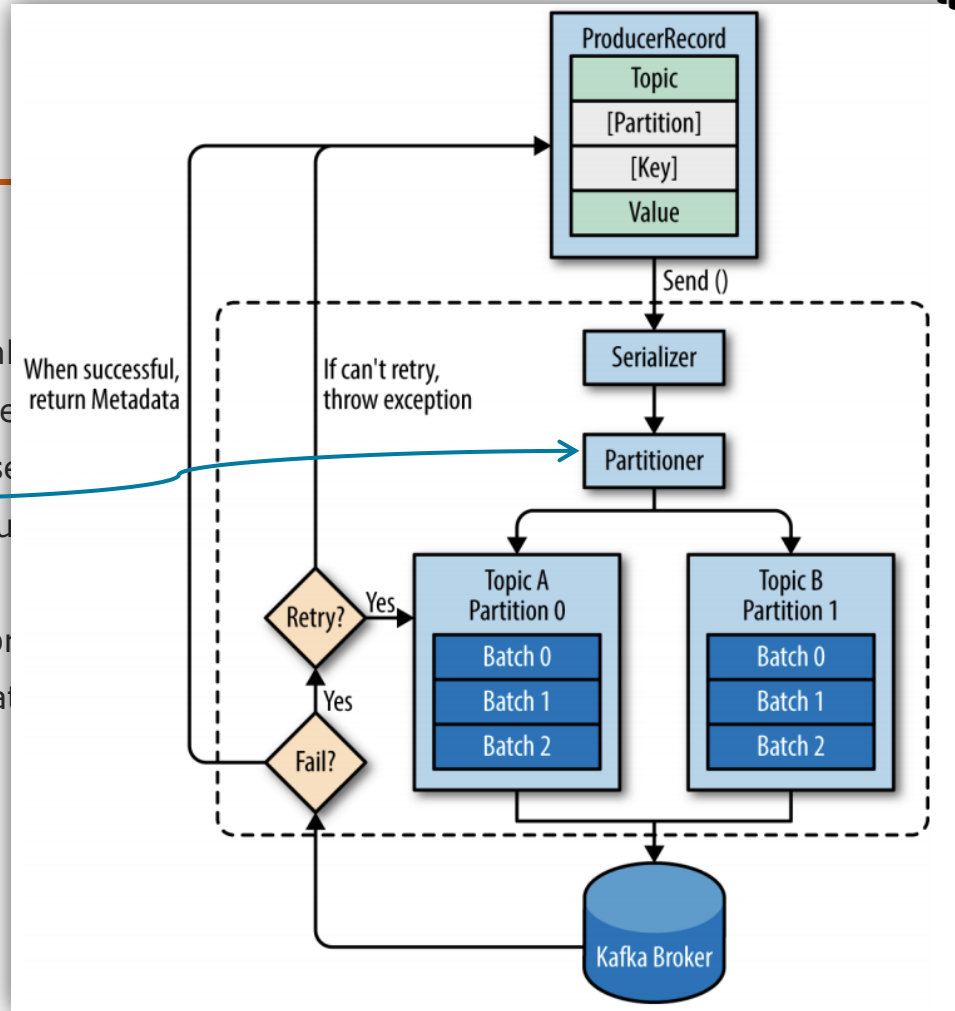 ProducerRecord
Topic
[Partition]
[Key]
Value
Send ()
Serializer
When successful,
return Metadata
If can't retry,
throw exception
Partitioner
Topic A
Partition 0
Batch 0
Batch 1
Batch 2
Topic B
Partition 1
Batch 0
Batch 1
Batch 2
Retry?
Yes
Yes
Fail?
Kafka Broker